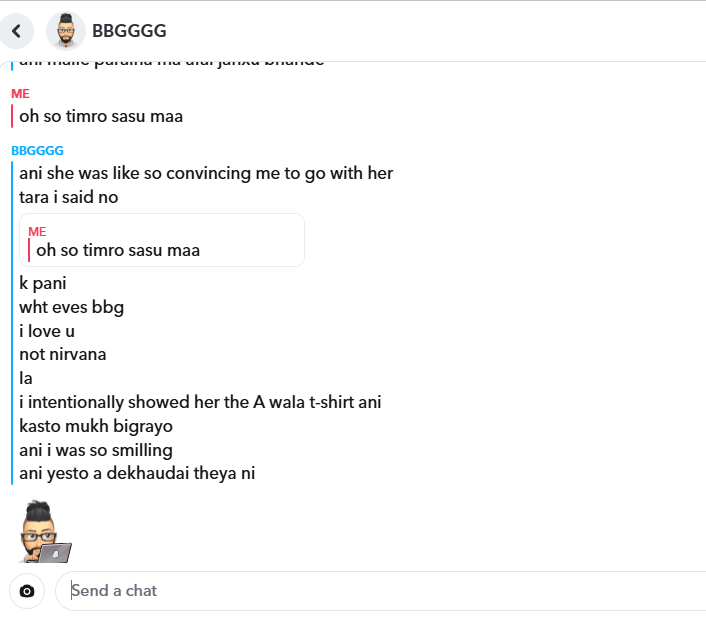 BBGGGG
ME
oh so timro sasu maa
BBGGGG
ani she was like so convincing me to go with her
tara i said no
ME
oh so timro sasu maa
k pani
wht eves bbg
i love u
not nirvana
la
i intentionally showed her the A wala t-shirt ani
kasto mukh bigrayo
ani i was so smilling
ani yesto a dekhaudai theya ni
Send a chat